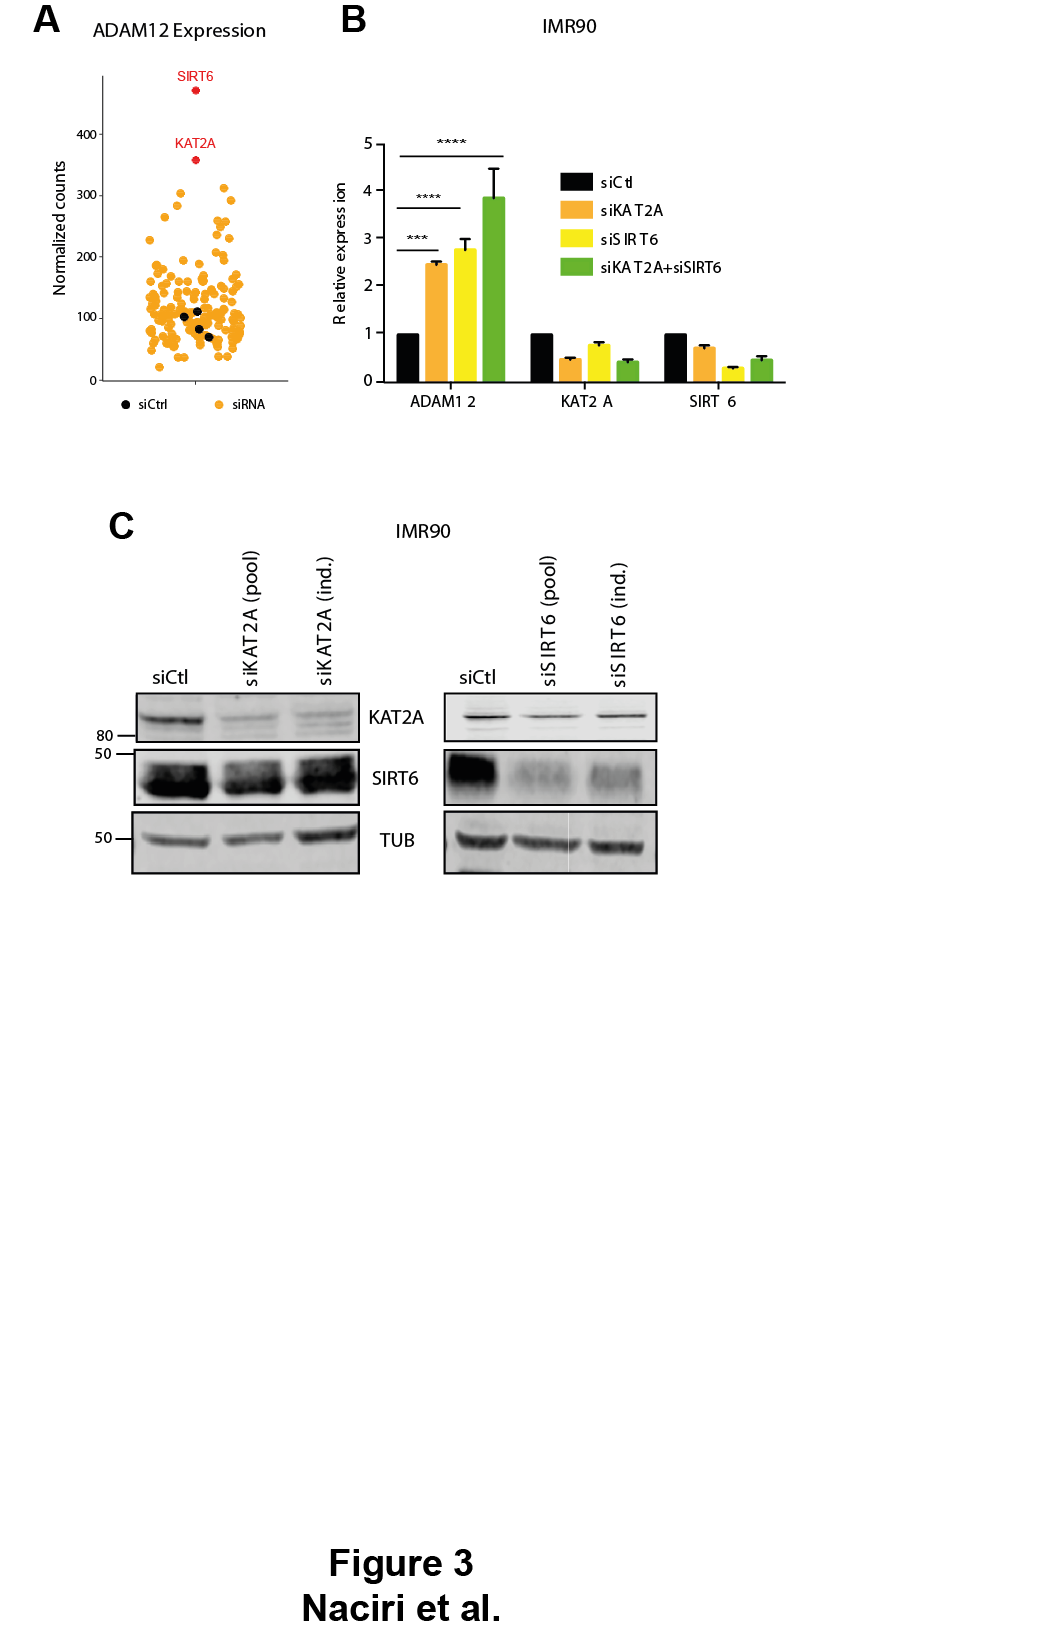 A
ADAM12 Expression
SIRT6
KAT2A
Normalized counts
400
300
200
100
0
siCtrl
siRNA
B
IMR90
Relative expression
5
4
3
2
1
0
****
****
***
siCtl
siKAT2A
siSIRT6
siKAT2A+siSIRT6
ADAM12
KAT2A
SIRT6
C
IMR90
siCtl
siKAT2A (pool)
siKAT2A (ind.)
siCtl
siSIRT6 (pool)
siSIRT6 (ind.)
KAT2A
80
50
SIRT6
50
TUB
Figure 3
Naciri et al.